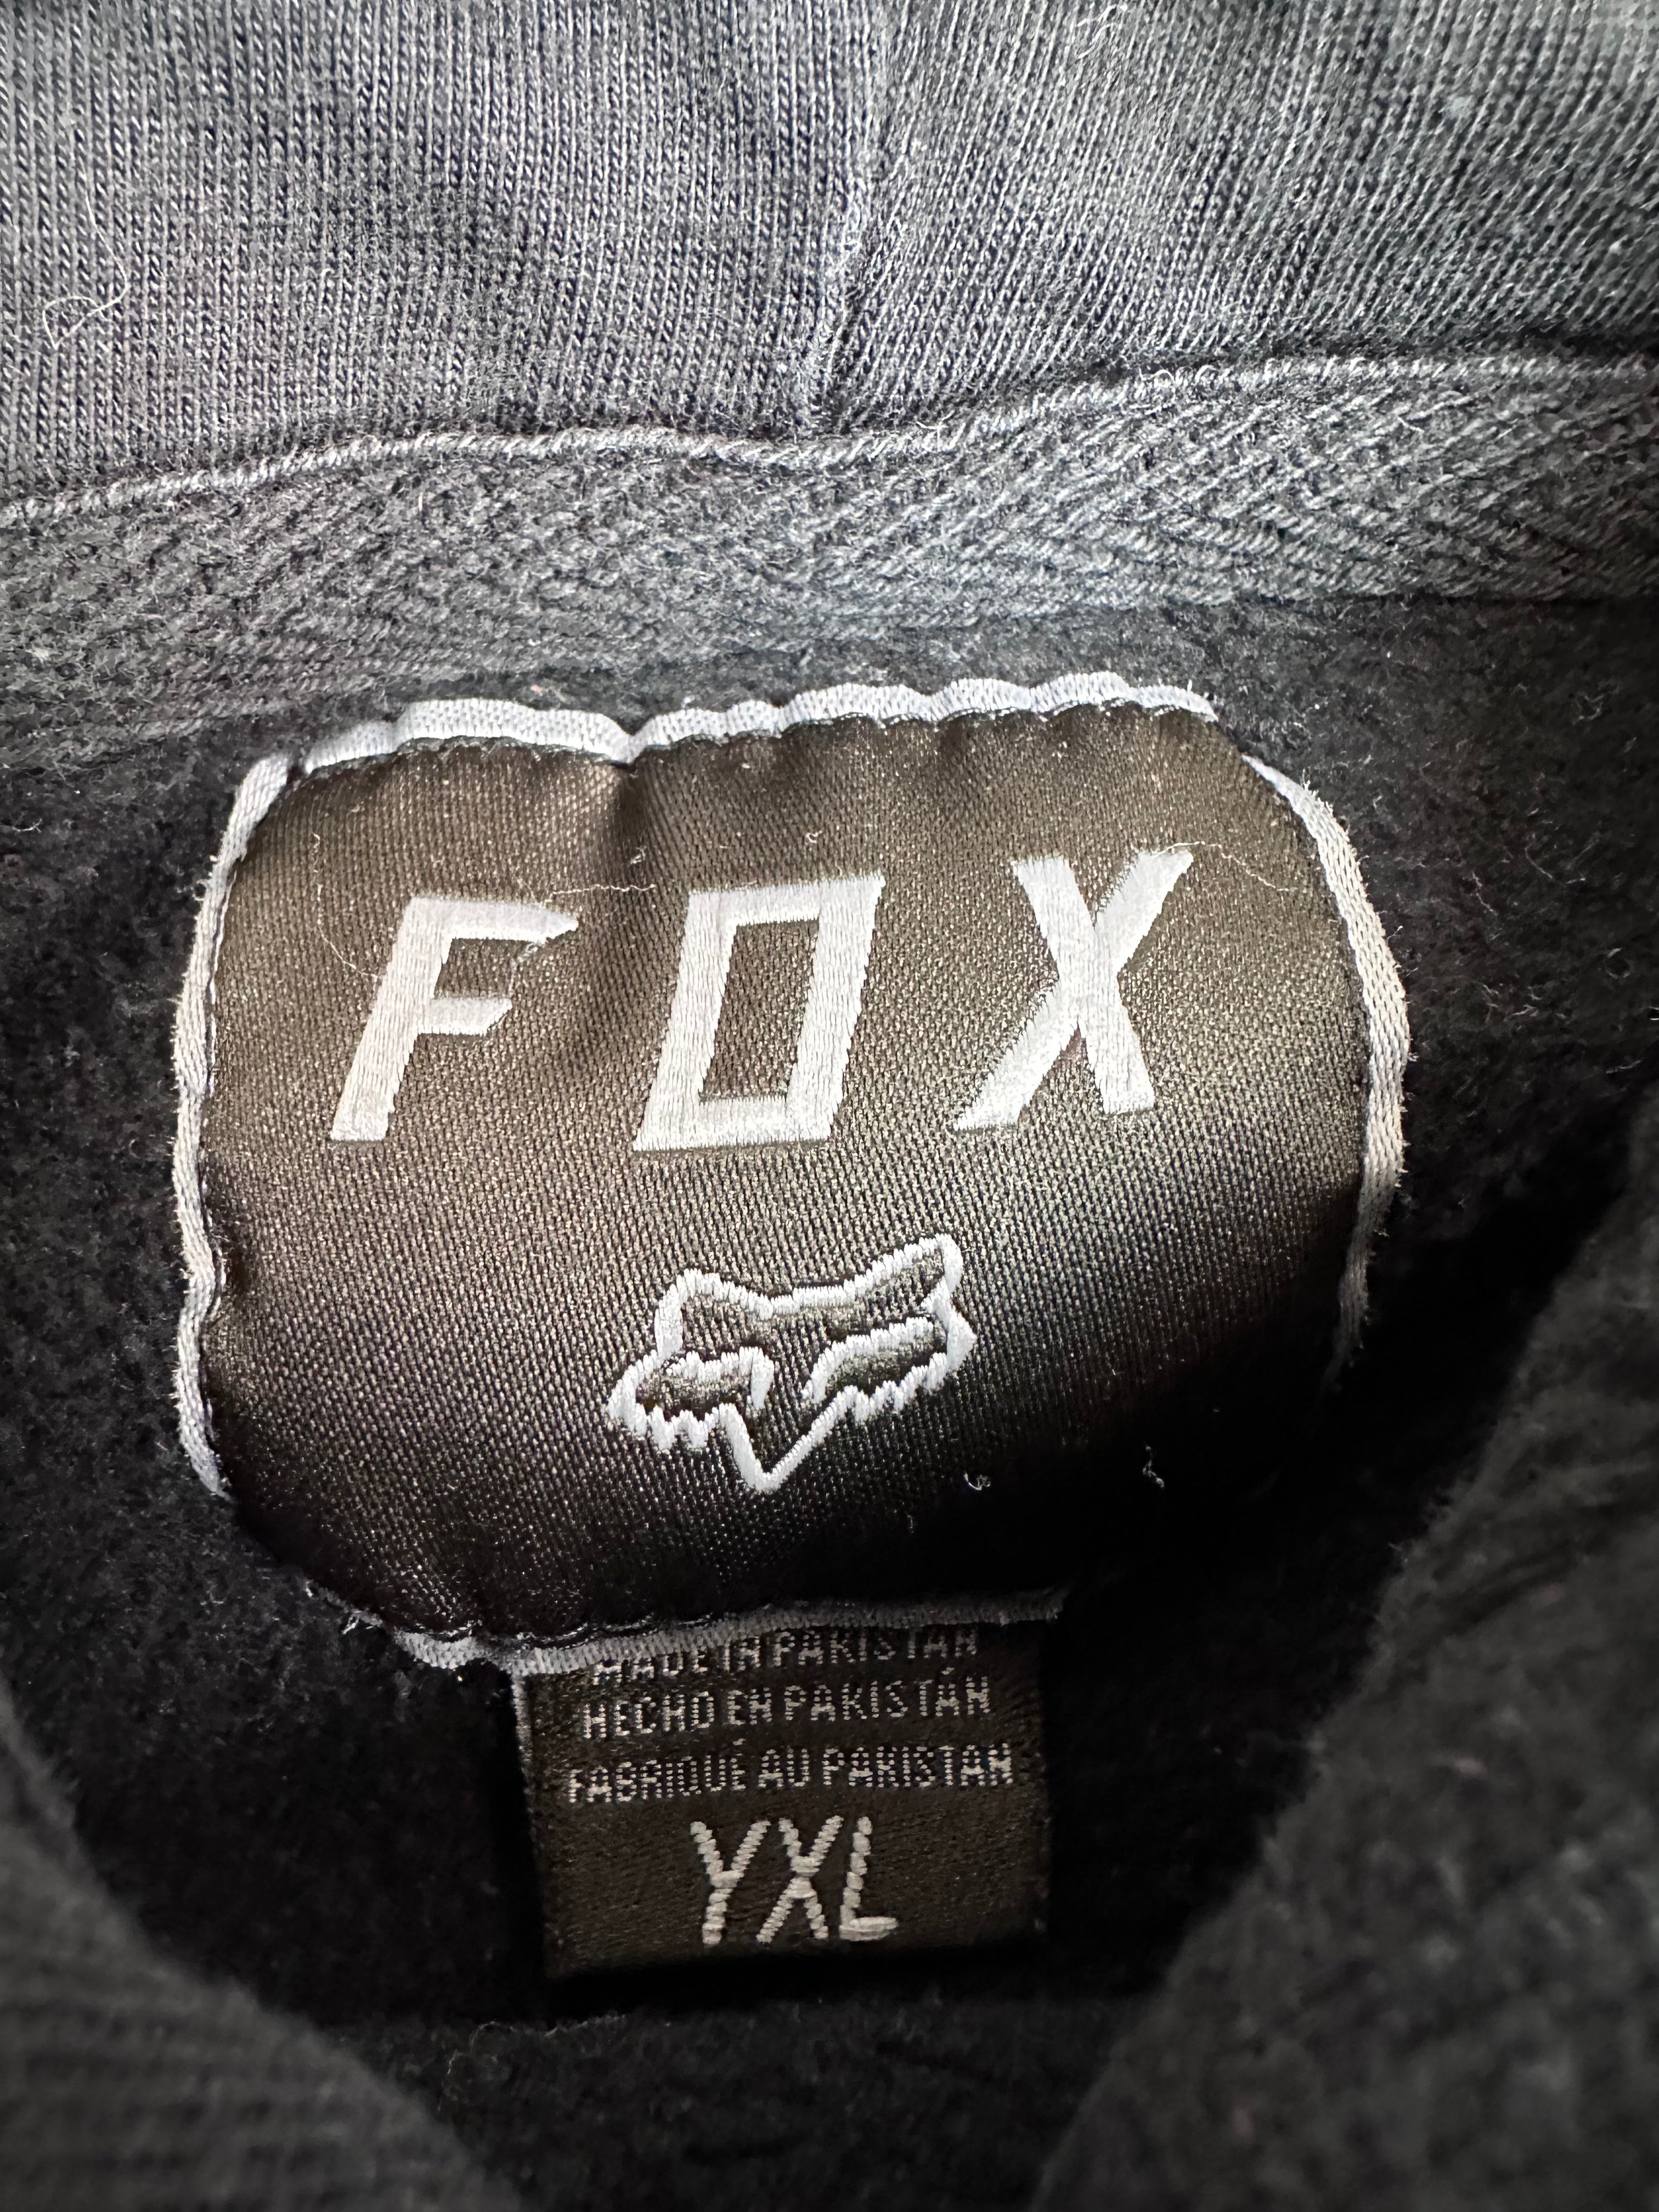 FOX
MADE IN PAKISTAN
HECHO EN PAKISTÁN
FABRIQUÉ AU PAKISTAN
YXL